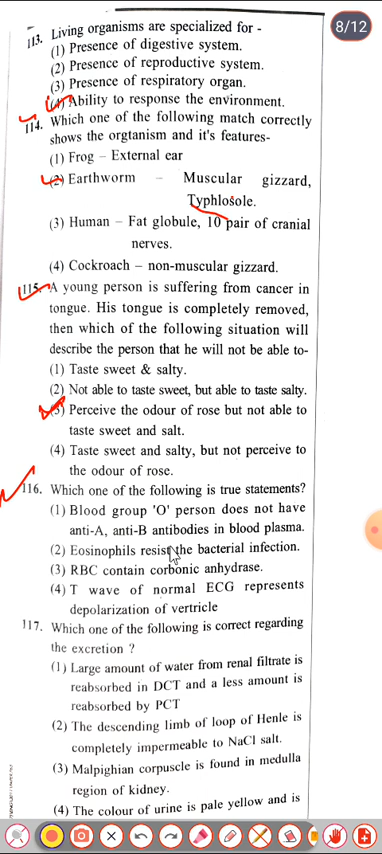 8/12
113. Living organisms are specialized for -
(1) Presence of digestive system.
(2) Presence of reproductive system.
(3) Presence of respiratory organ.
(4) Ability to response the environment.
114. Which one of the following match correctly
shows the orgtanism and it's features-
(1) Frog – External ear
(2) Earthworm – Muscular gizzard,
Typhlosole.
(3) Human – Fat globule, 10 pair of cranial
nerves.
(4) Cockroach – non-muscular gizzard.
115. A young person is suffering from cancer in
tongue. His tongue is completely removed,
then which of the following situation will
describe the person that he will not be able to-
(1) Taste sweet & salty.
(2) Not able to taste sweet, but able to taste salty.
(3) Perceive the odour of rose but not able to
taste sweet and salt.
(4) Taste sweet and salty, but not perceive to
the odour of rose.
116. Which one of the following is true statements?
(1) Blood group 'O' person does not have
anti-A, anti-B antibodies in blood plasma.
(2) Eosinophils resist the bacterial infection.
(3) RBC contain corbonic anhydrase.
(4) T wave of normal ECG represents
depolarization of vertricle
117. Which one of the following is correct regarding
the excretion ?
(1) Large amount of water from renal filtrate is
reabsorbed in DCT and a less amount is
reabsorbed by PCT
(2) The descending limb of loop of Henle is
completely impermeable to NaCl salt.
(3) Malpighian corpuscle is found in medulla
region of kidney.
(4) The colour of urine is pale yellow and is